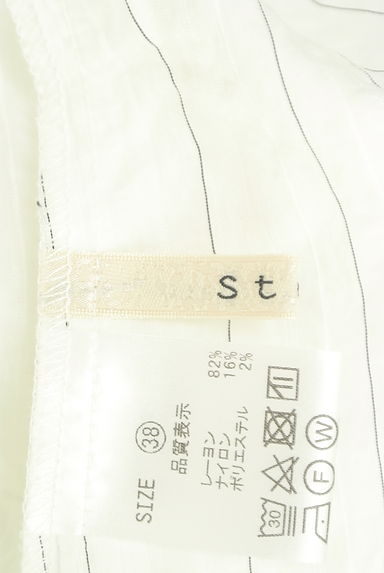 St
SIZE 38
品質表示
レーヨン 82%
ナイロン 16%
ポリエステル 2%
30
F W